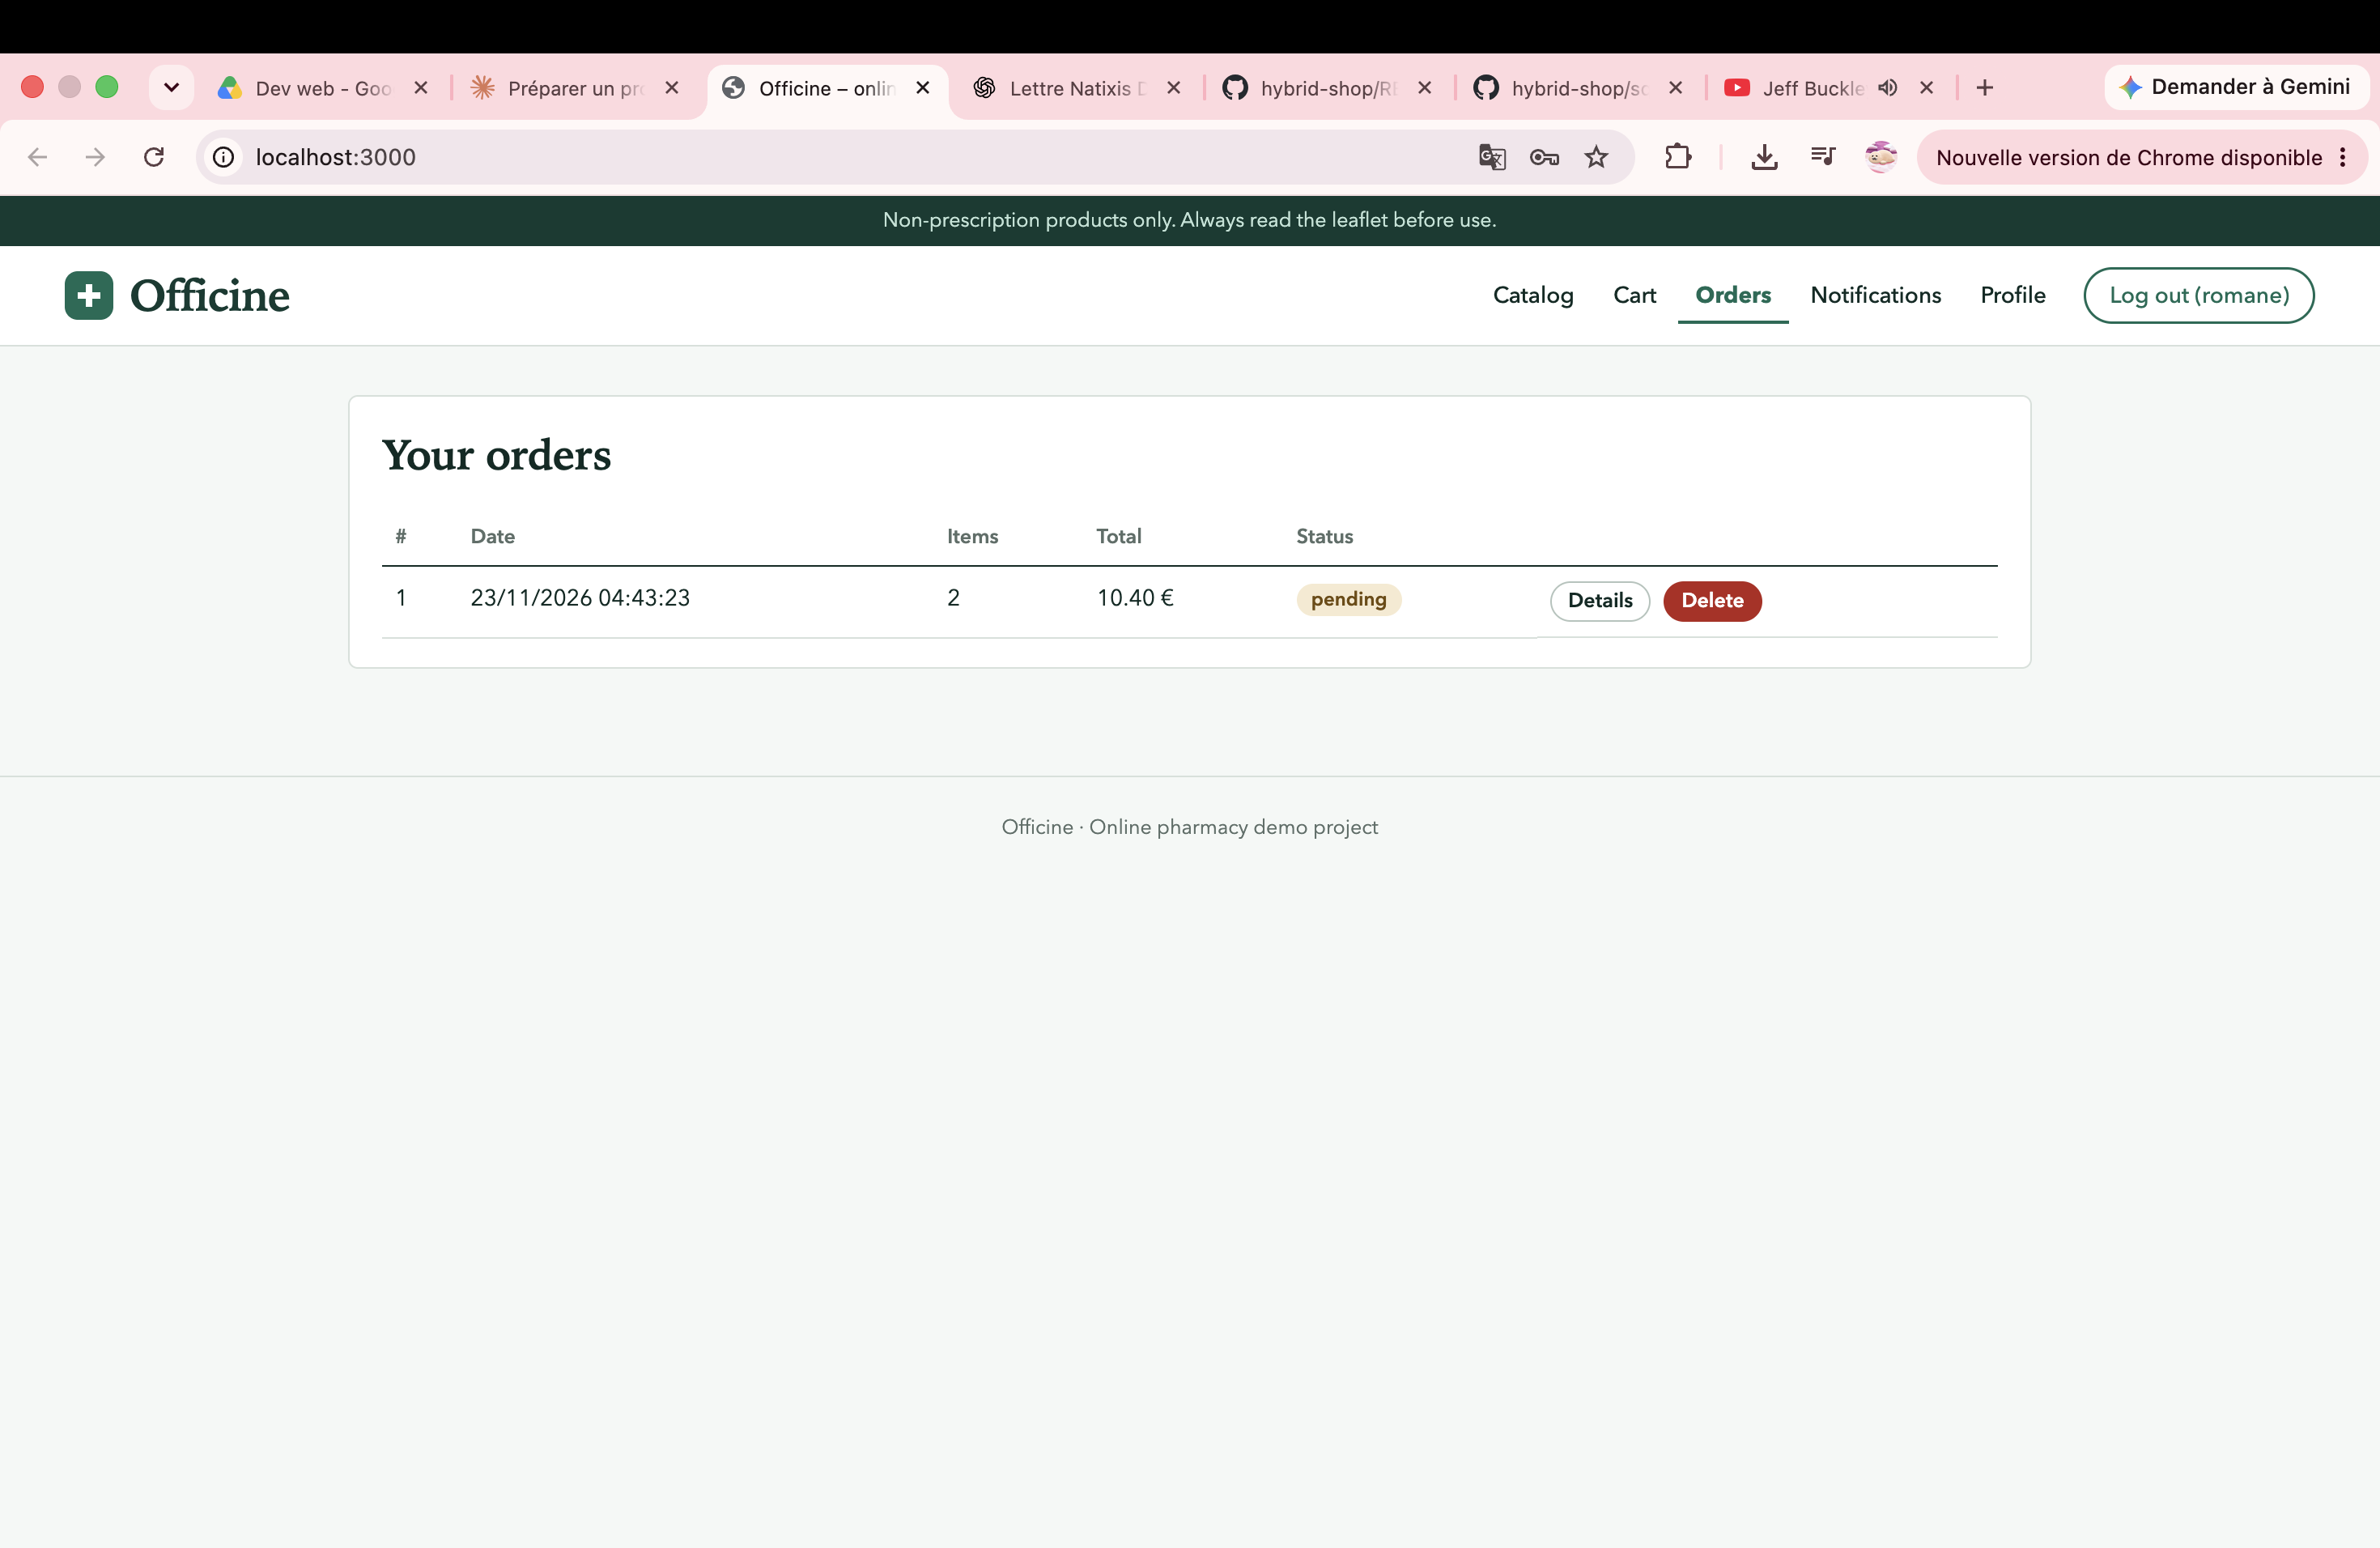 Dev web - Goo
Préparer un pr
Officine – onlin
Lettre Natixis
hybrid-shop/RE
hybrid-shop/sc
Jeff Buckle
Demander à Gemini
localhost:3000
Nouvelle version de Chrome disponible
Non-prescription products only. Always read the leaflet before use.
Officine
Catalog
Cart
Orders
Notifications
Profile
Log out (romane)
Your orders
# Date Items Total Status
1 23/11/2026 04:43:23 2 10.40 € pending Details Delete
Officine · Online pharmacy demo project